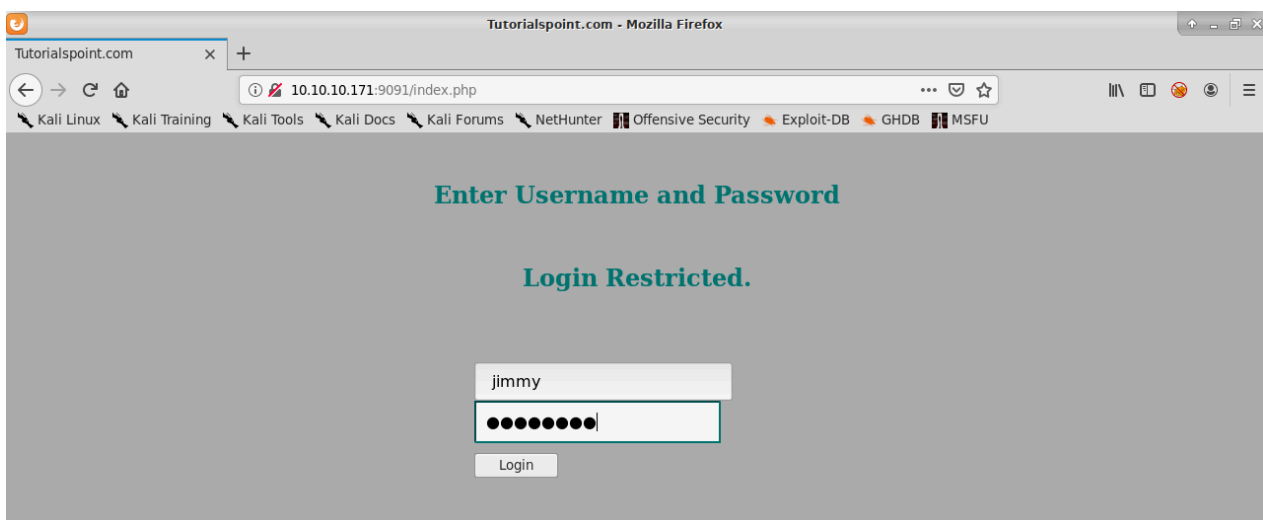 Tutorialspoint.com - Mozilla Firefox
Tutorialspoint.com
10.10.10.171:9091/index.php
Kali Linux Kali Training Kali Tools Kali Docs Kali Forums NetHunter Offensive Security Exploit-DB GHDB MSFU
Enter Username and Password
Login Restricted.
jimmy
Login